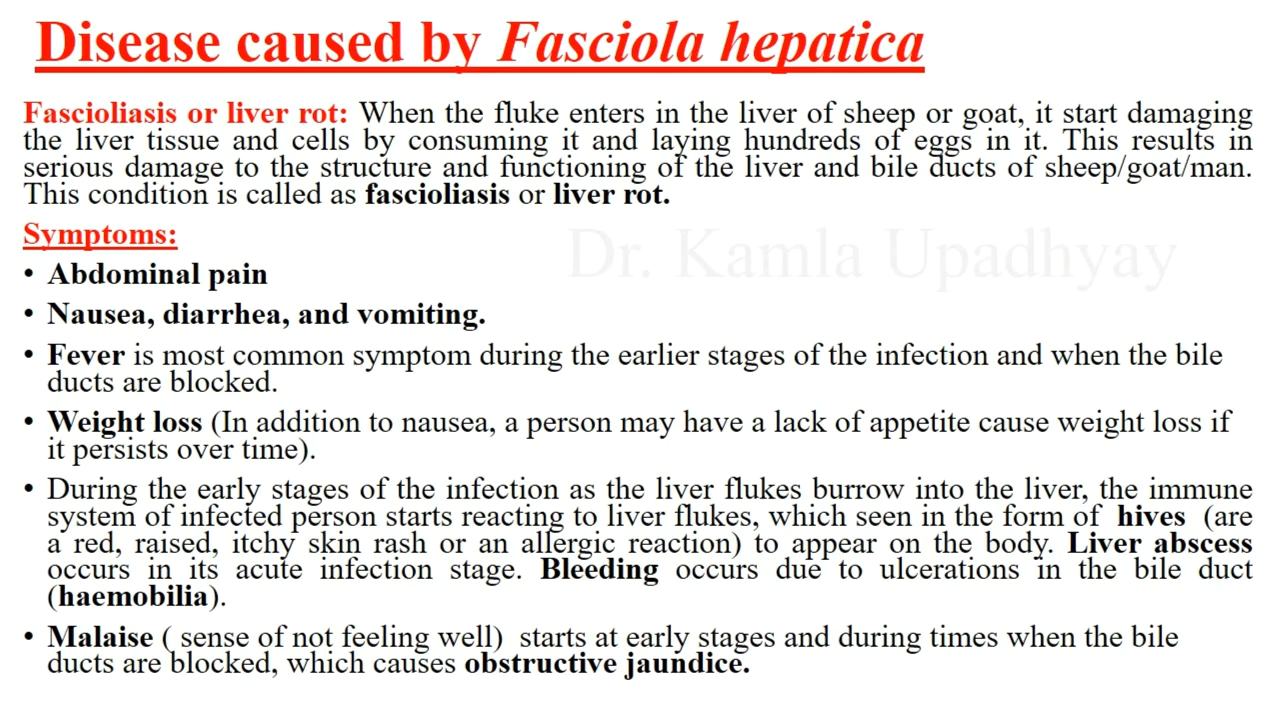 Disease caused by Fasciola hepatica
Fascioliasis or liver rot: When the fluke enters in the liver of sheep or goat, it start damaging
the liver tissue and cells by consuming it and laying hundreds of eggs in it. This results in
serious damage to the structure and functioning of the liver and bile ducts of sheep/goat/man.
This condition is called as fascioliasis or liver rot.
Symptoms:
Dr. Kamla Upadhyay
• Abdominal pain
• Nausea, diarrhea, and vomiting.
• Fever is most common symptom during the earlier stages of the infection and when the bile
ducts are blocked.
• Weight loss (In addition to nausea, a person may have a lack of appetite cause weight loss if
it persists over time).
• During the early stages of the infection as the liver flukes burrow into the liver, the immune
system of infected person starts reacting to liver flukes, which seen in the form of hives (are
a red, raised, itchy skin rash or an allergic reaction) to appear on the body. Liver abscess
occurs in its acute infection stage. Bleeding occurs due to ulcerations in the bile duct
(haemobilia).
• Malaise ( sense of not feeling well) starts at early stages and during times when the bile
ducts are blocked, which causes obstructive jaundice.